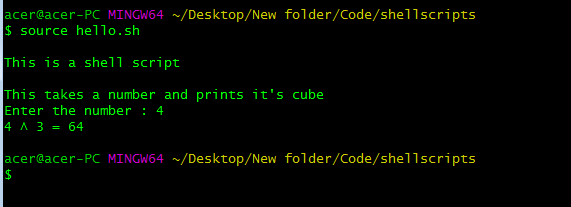 acer@acer-PC MINGW64 ~/Desktop/New folder/Code/shellscripts
$ source hello.sh
This is a shell script
This takes a number and prints it's cube
Enter the number : 4
4 ^ 3 = 64
acer@acer-PC MINGW64 ~/Desktop/New folder/Code/shellscripts
$